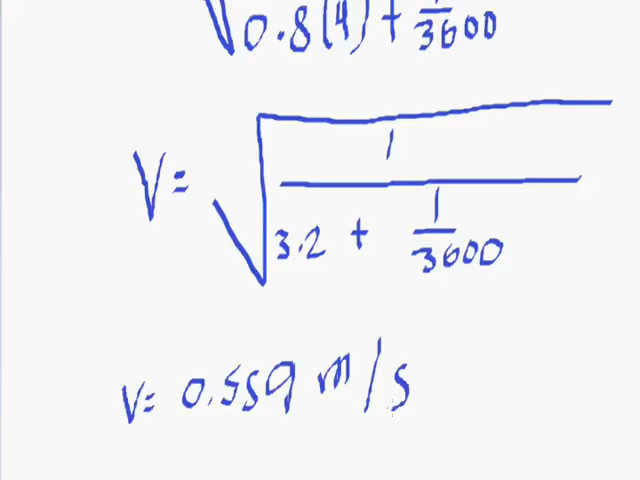 √0.8(4) + 1/3600
V = √(1/(3.2 + 1/3600))
V = 0.559 m/s